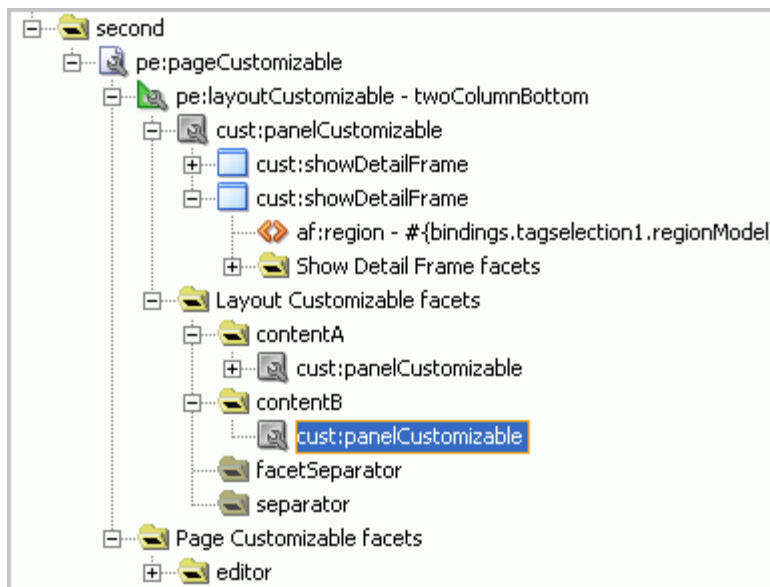 second
pe:pageCustomizable
pe:layoutCustomizable - twoColumnBottom
cust:panelCustomizable
cust:showDetailFrame
cust:showDetailFrame
af:region - #{bindings.tagselection1.regionModel
Show Detail Frame facets
Layout Customizable facets
contentA
cust:panelCustomizable
contentB
cust:panelCustomizable
facetSeparator
separator
Page Customizable facets
editor